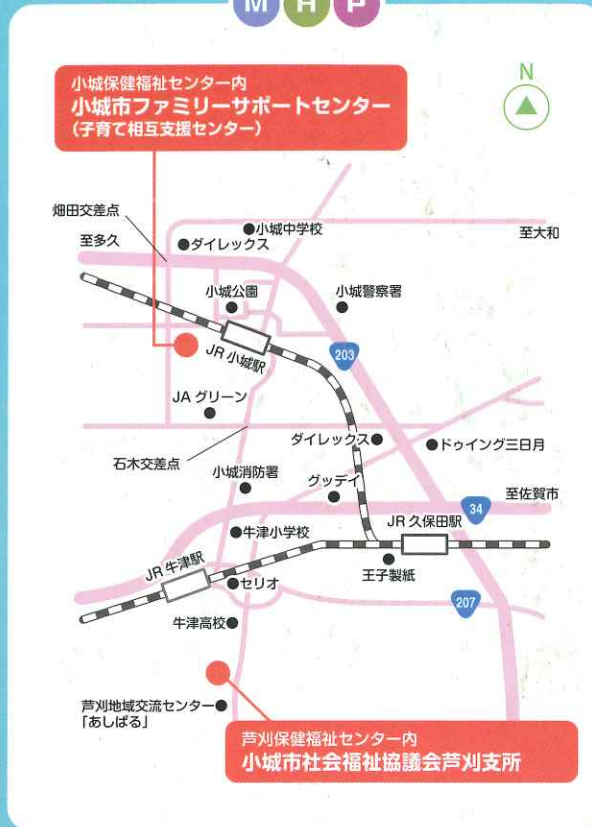 M H P
小城保健福祉センター内
小城市ファミリーサポートセンター
(子育て相互支援センター)
N
畑田交差点
小城中学校
至多久
ダイレックス
至大和
小城公園
小城警察署
JR 小城駅
203
JA グリーン
ダイレックス
ドゥイング三日月
石木交差点
小城消防署
グッデイ
至佐賀市
34
JR 久保田駅
牛津小学校
JR 牛津駅
王子製紙
セリオ
207
牛津高校
芦刈地域交流センター
「あしぱる」
芦刈保健福祉センター内
小城市社会福祉協議会芦刈支所